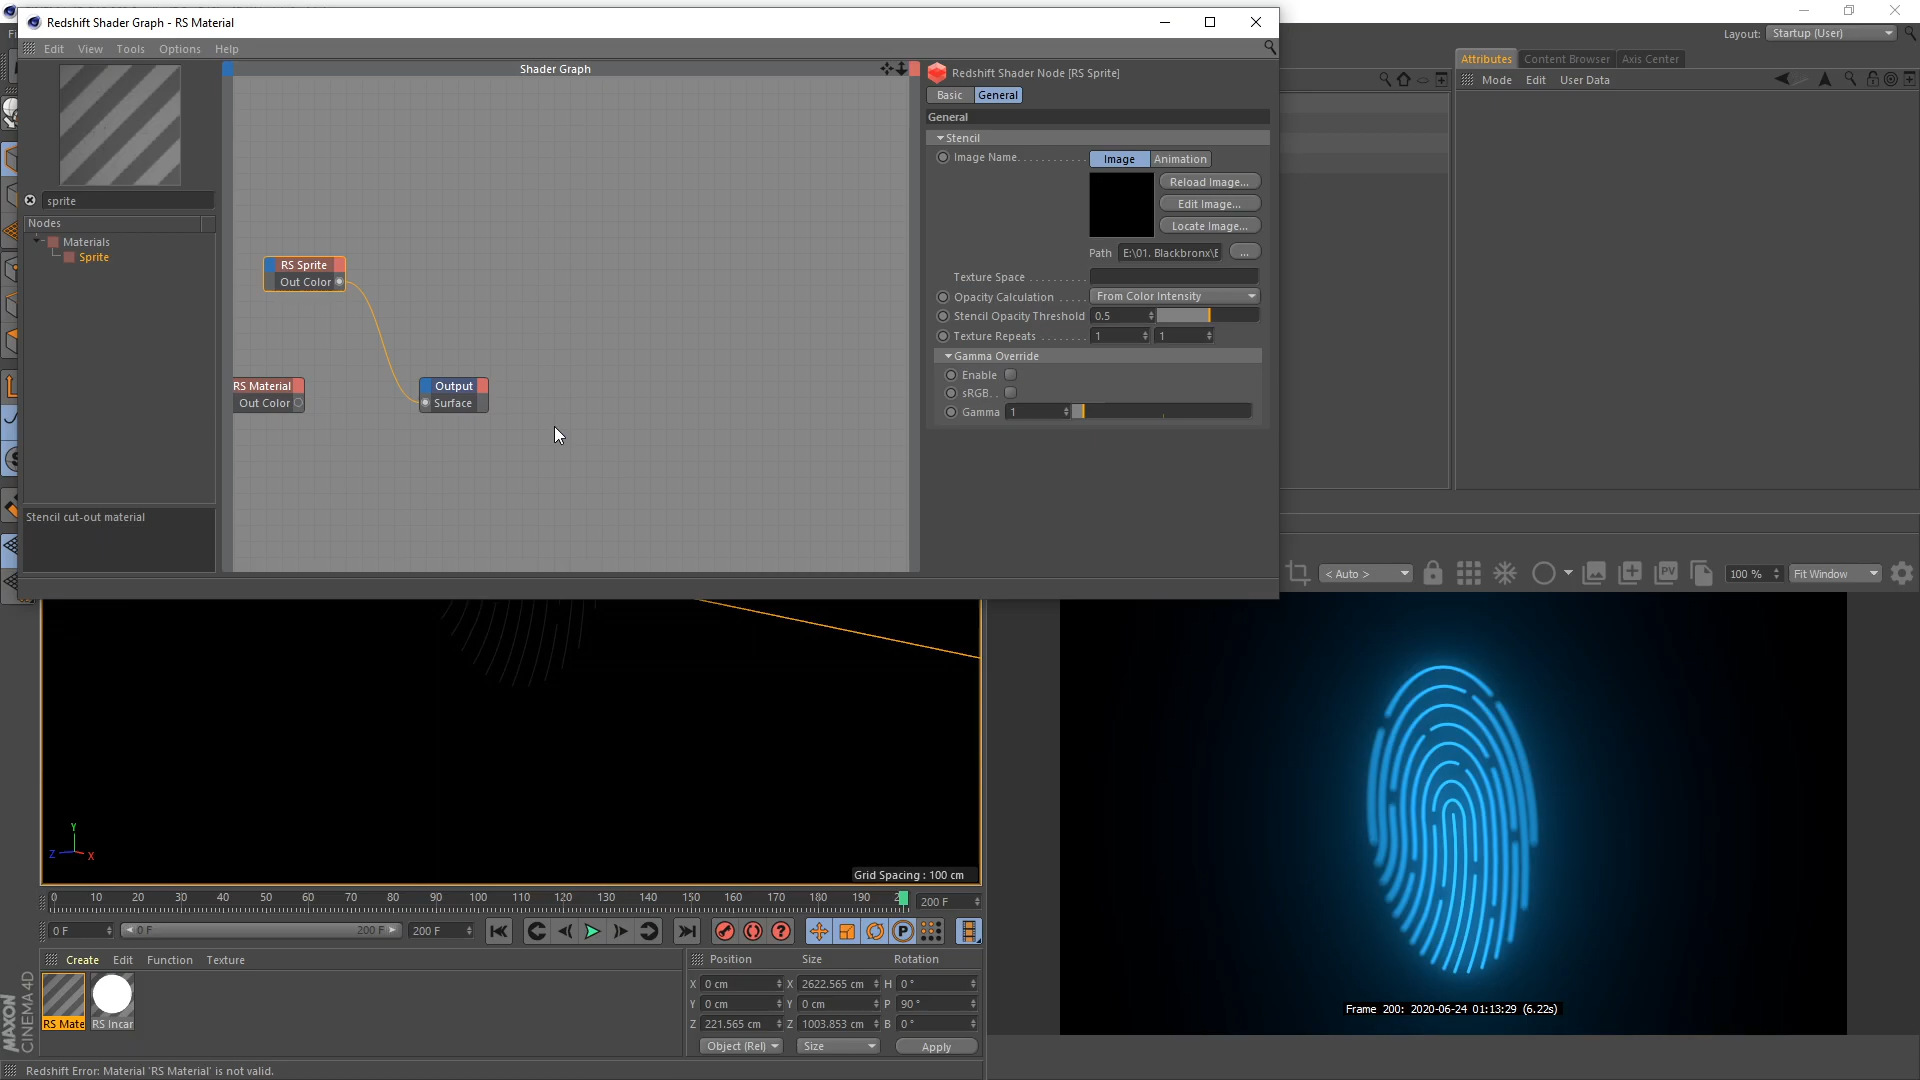 Redshift Shader Graph - RS Material
Edit View Tools Options Help
Layout: Startup (User)
Attributes Content Browser Axis Center
Mode Edit User Data
Shader Graph
sprite
Nodes
Materials
Sprite
Stencil cut-out material
RS Sprite
Out Color
RS Material
Out Color
Output
Surface
Redshift Shader Node [RS Sprite]
Basic General
General
Stencil
Image Name. . . . . . . . . . . Image Animation
Reload Image...
Edit Image...
Locate Image...
Path E:\01. Blackbronx\E ...
Texture Space . . . . . . . . . .
Opacity Calculation . . . . . From Color Intensity
Stencil Opacity Threshold 0.5
Texture Repeats . . . . . . . . 1 1
Gamma Override
Enable
sRGB. .
Gamma 1
< Auto > PV 100 % Fit Window
Grid Spacing : 100 cm
0 10 20 30 40 50 60 70 80 90 100 110 120 130 140 150 160 170 180 190 200 F
0 F 0 F 200 F 200 F
Create Edit Function Texture
RS Mate RS Incar
Position Size Rotation
X 0 cm X 2622.565 cm H 0 °
Y 0 cm Y 0 cm P 90 °
Z 221.565 cm Z 1003.853 cm B 0 °
Object (Rel) Size Apply
MAXON
CINEMA 4D
Y
Z X
Frame 200: 2020-06-24 01:13:29 (6.22s)
Redshift Error: Material 'RS Material' is not valid.